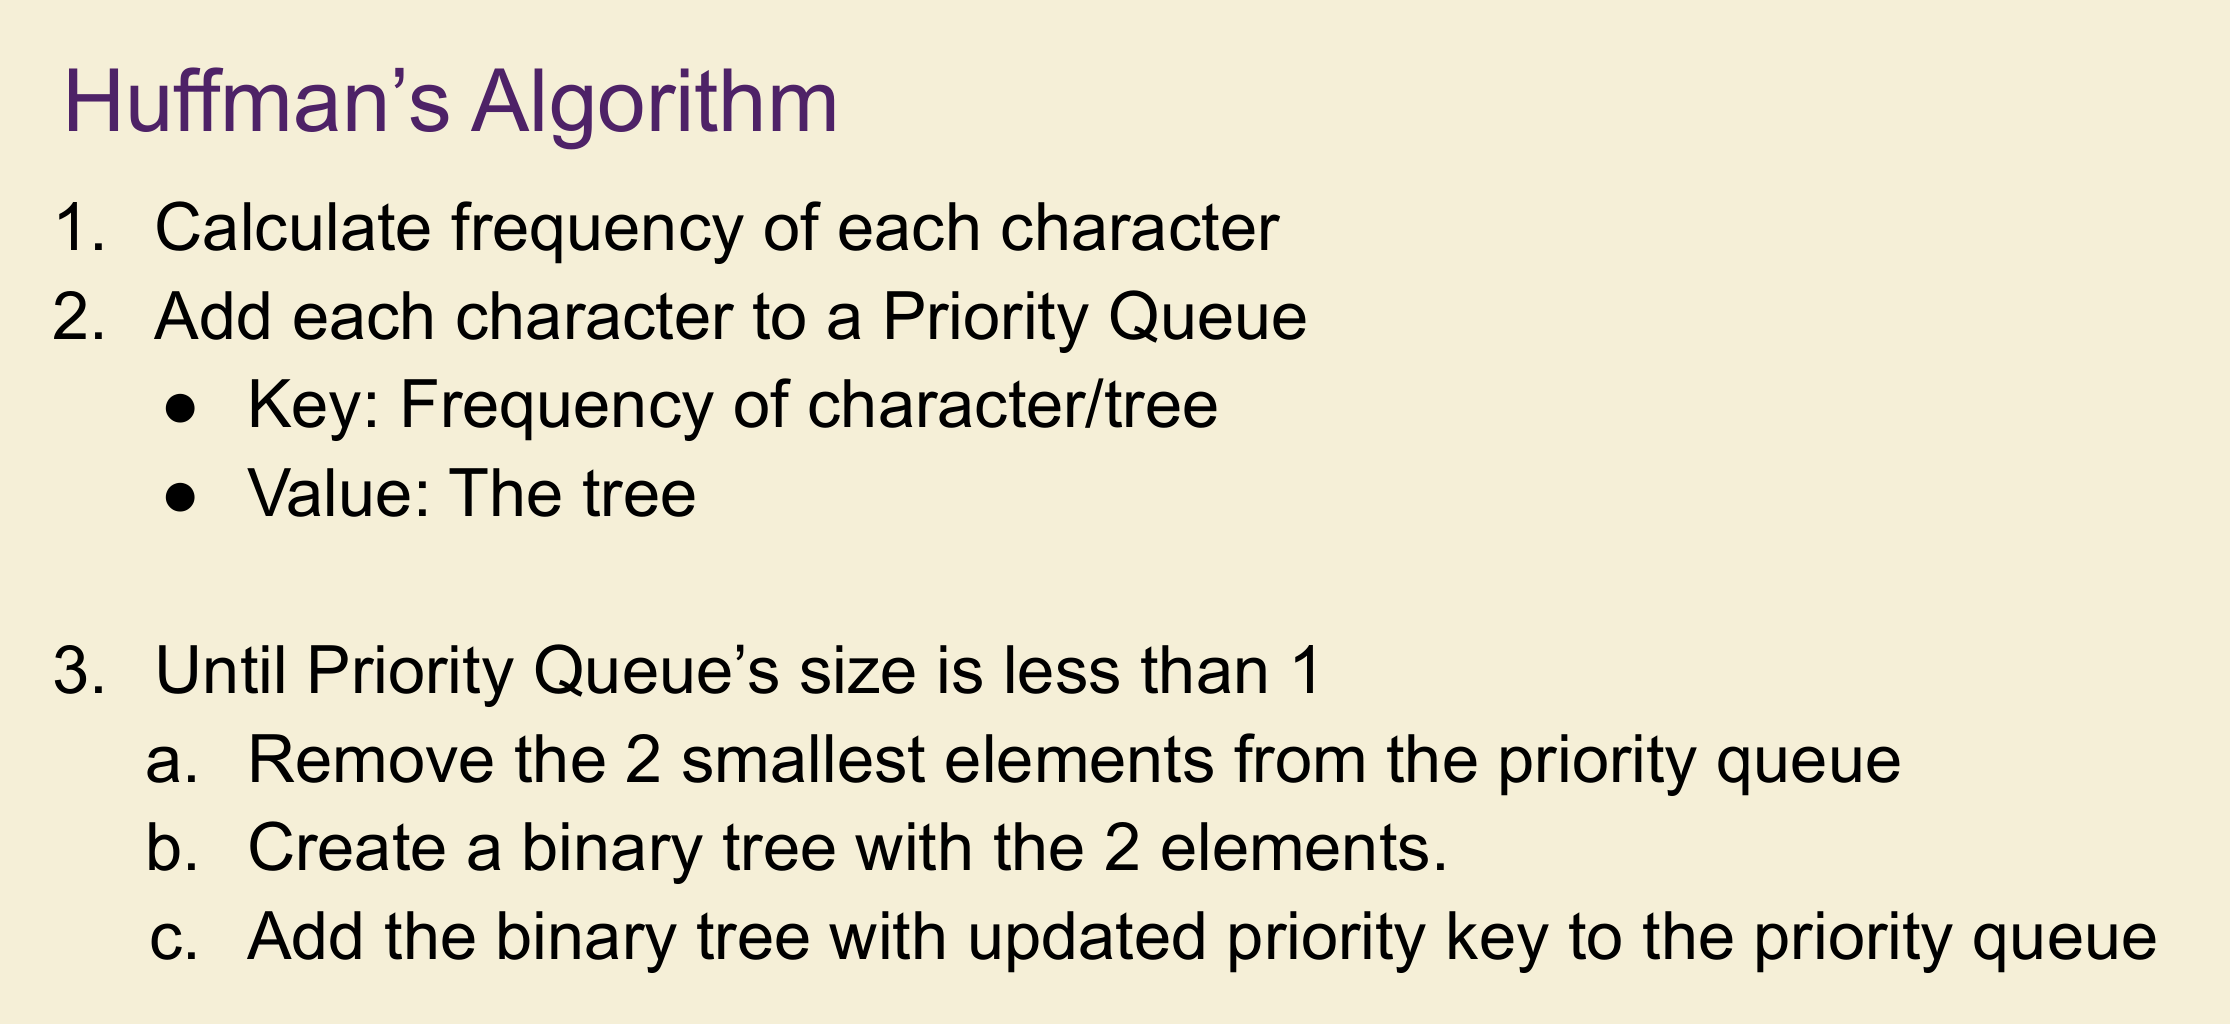 Huffman’s Algorithm
1. Calculate frequency of each character
2. Add each character to a Priority Queue
● Key: Frequency of character/tree
● Value: The tree
3. Until Priority Queue’s size is less than 1
a. Remove the 2 smallest elements from the priority queue
b. Create a binary tree with the 2 elements.
c. Add the binary tree with updated priority key to the priority queue